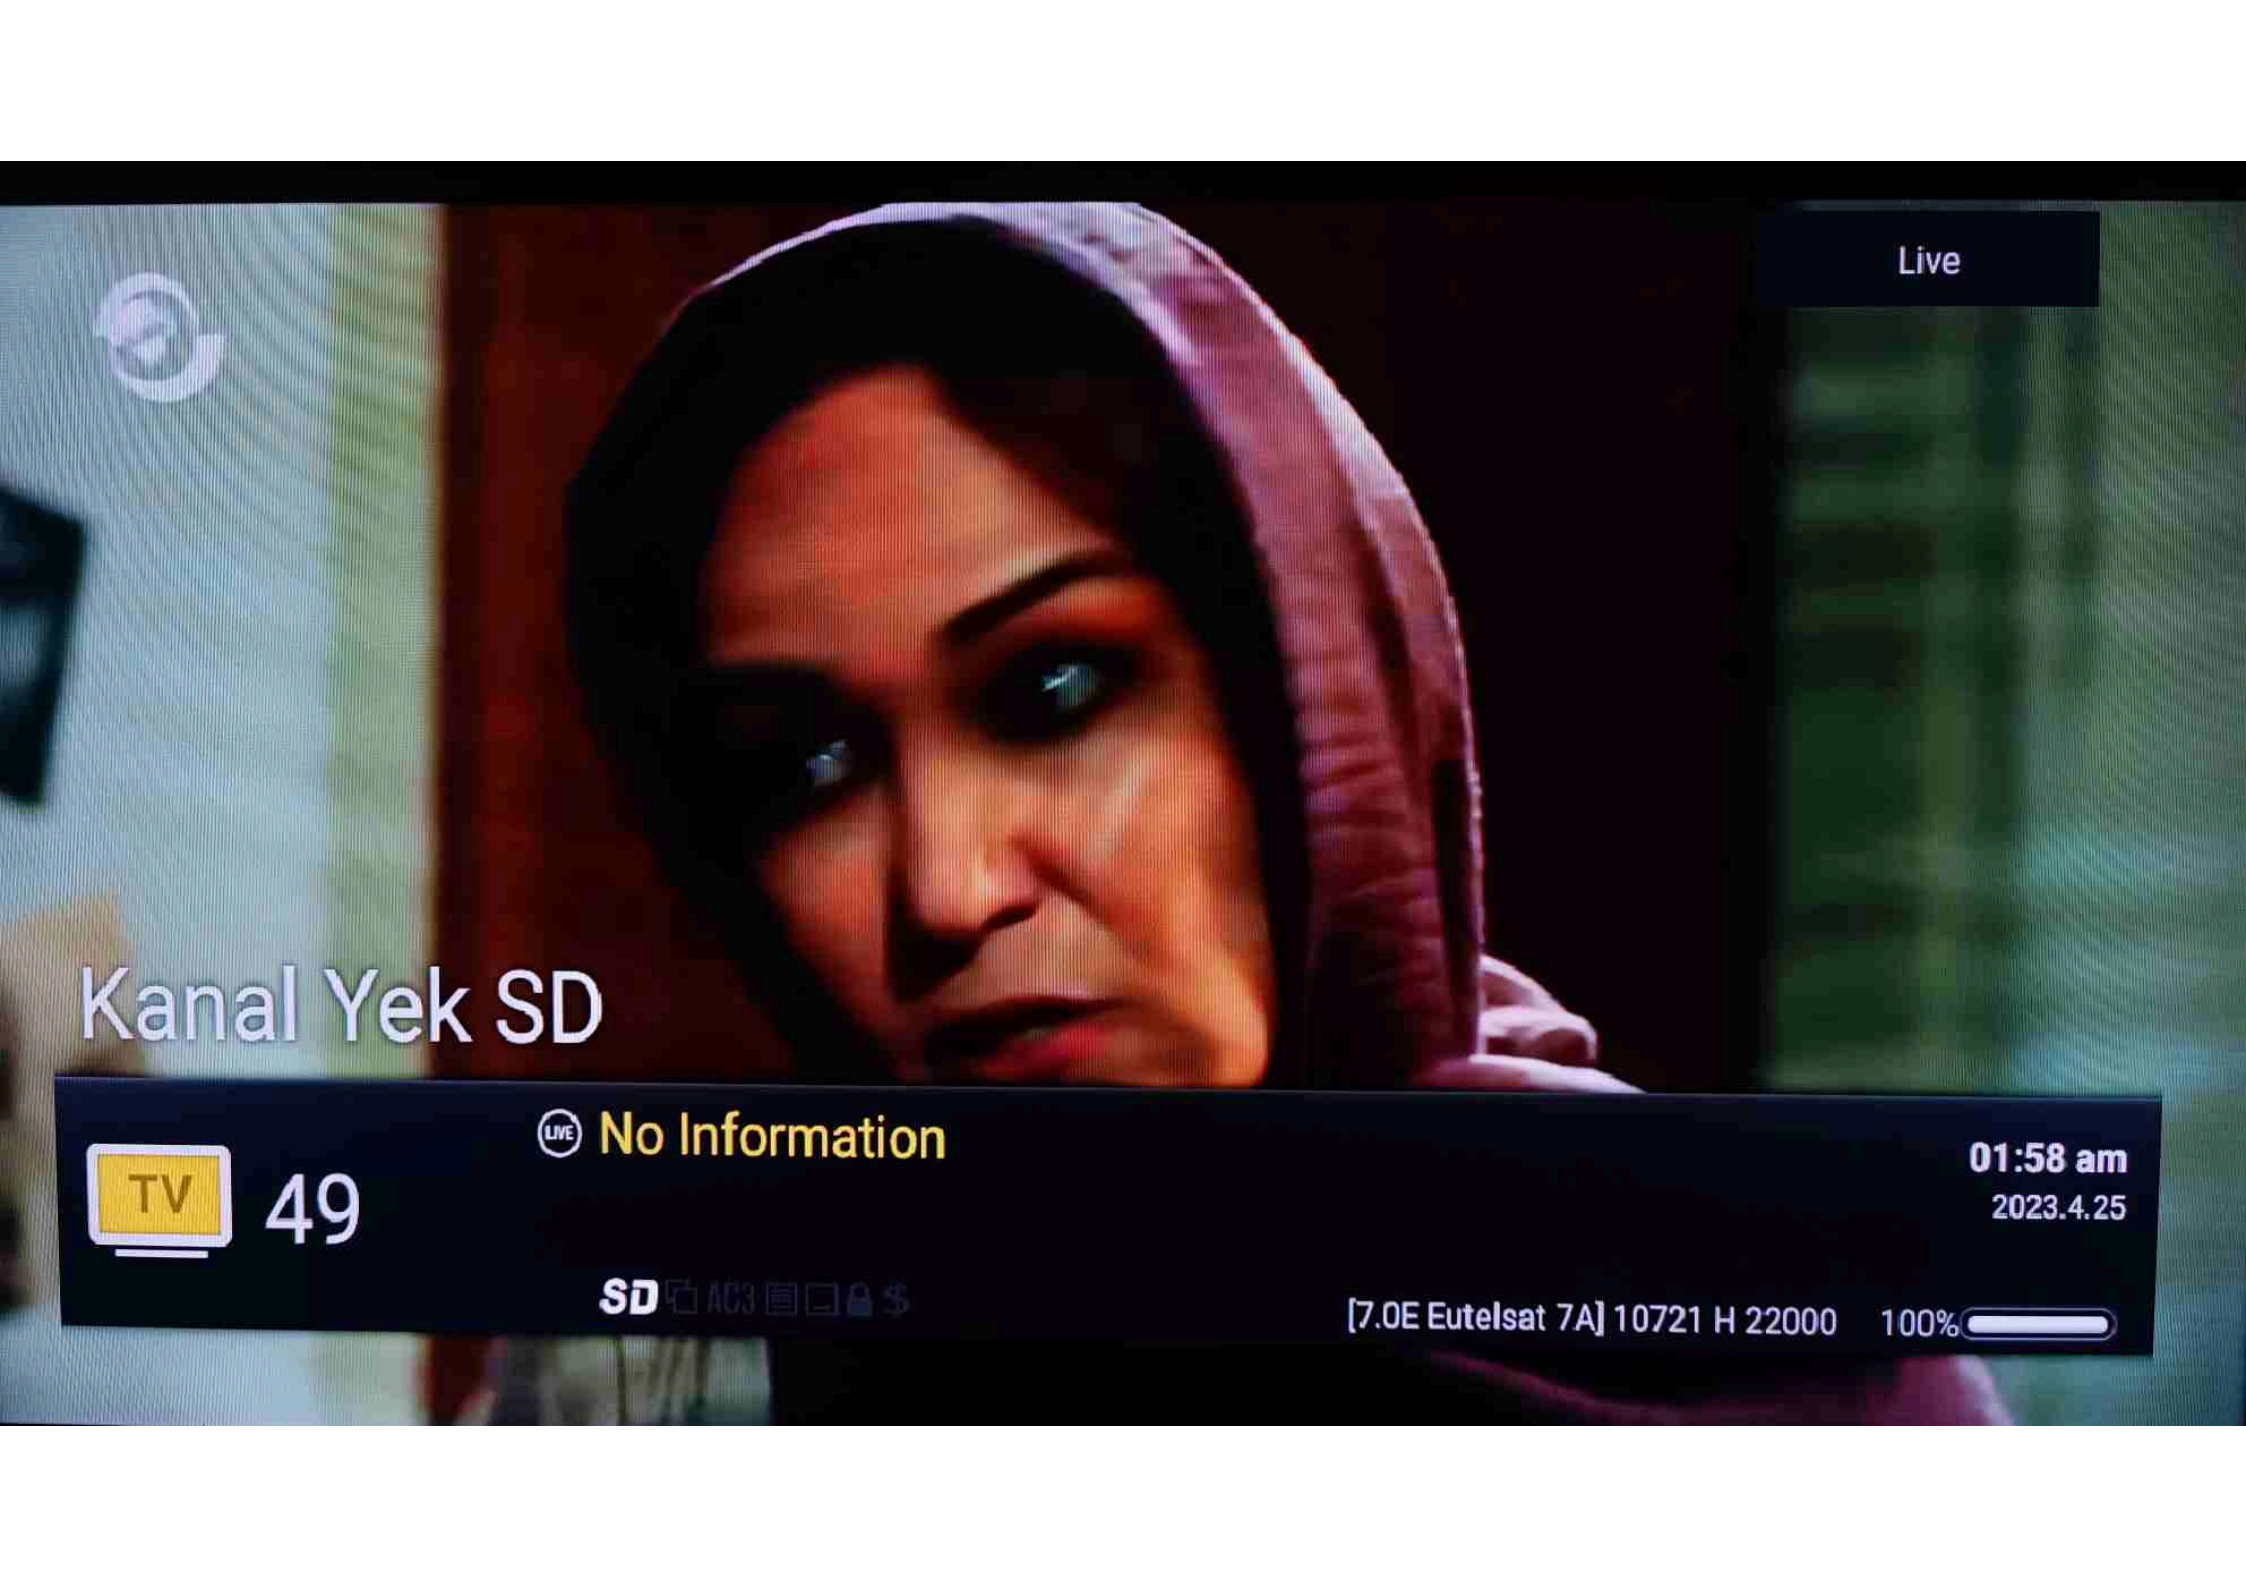 Live
Kanal Yek SD
LIVE No Information
TV 49
01:58 am
2023.4.25
SD AC3 $
[7.0E Eutelsat 7A] 10721 H 22000 100%